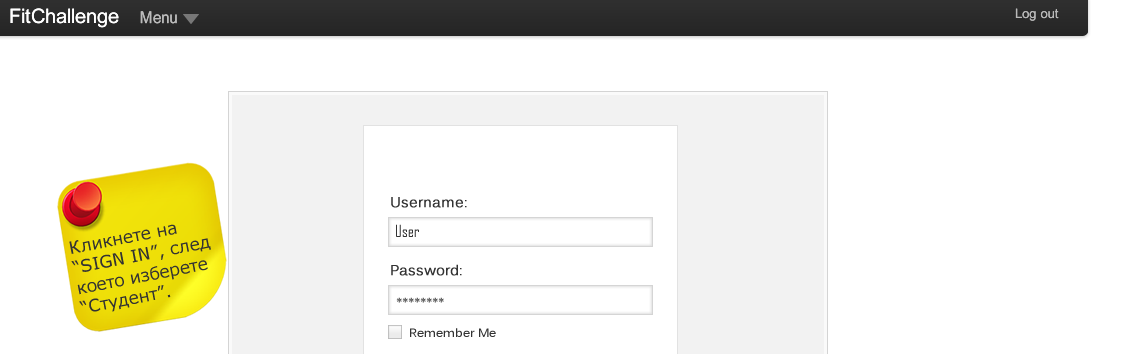 FitChallenge Menu Log out
Кликнете на
“SIGN IN”, след
което изберете
“Студент”.
Username:
User
Password:
********
Remember Me